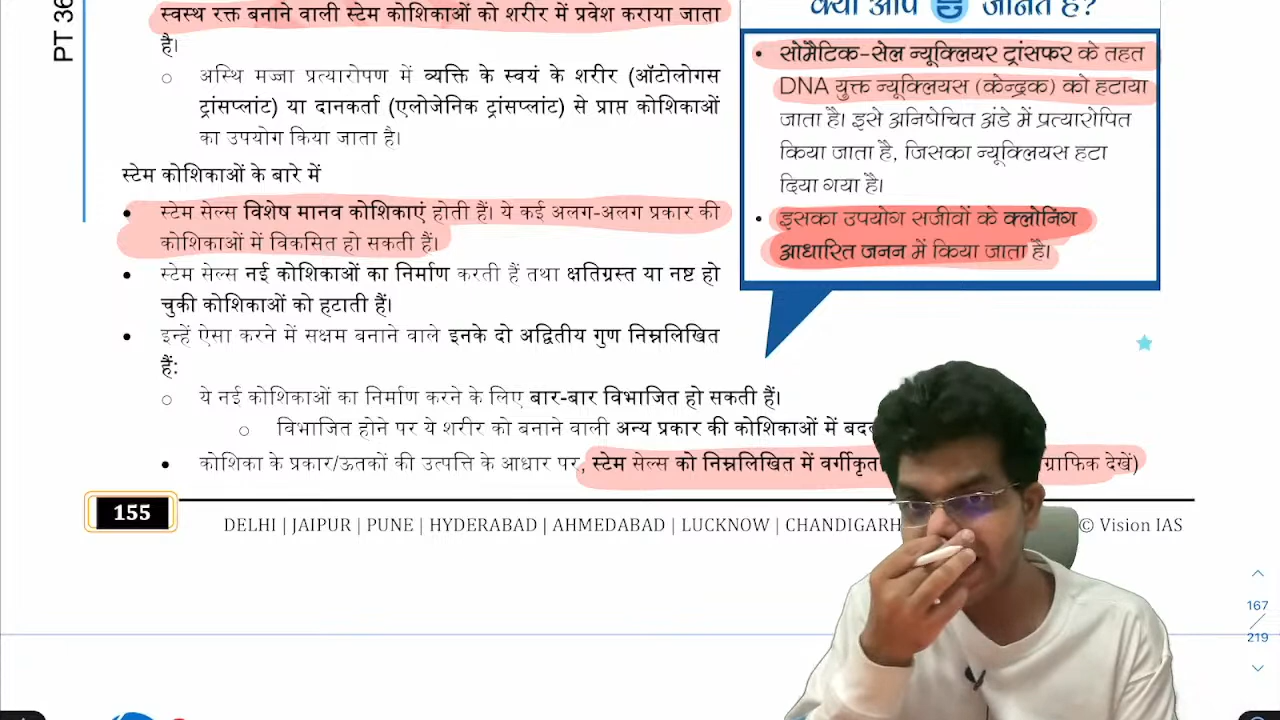 PT 36
स्वस्थ रक्त बनाने वाली स्टेम कोशिकाओं को शरीर में प्रवेश कराया जाता
है।
अस्थि मज्जा प्रत्यारोपण में व्यक्ति के स्वयं के शरीर (ऑटोलोगस
ट्रांसप्लांट) या दानकर्ता (एलोजेनिक ट्रांसप्लांट) से प्राप्त कोशिकाओं
का उपयोग किया जाता है।
स्टेम कोशिकाओं के बारे में
स्टेम सेल्स विशेष मानव कोशिकाएं होती हैं। ये कई अलग-अलग प्रकार की
कोशिकाओं में विकसित हो सकती हैं।
स्टेम सेल्स नई कोशिकाओं का निर्माण करती हैं तथा क्षतिग्रस्त या नष्ट हो
चुकी कोशिकाओं को हटाती हैं।
इन्हें ऐसा करने में सक्षम बनाने वाले इनके दो अद्वितीय गुण निम्नलिखित
हैं:
ये नई कोशिकाओं का निर्माण करने के लिए बार-बार विभाजित हो सकती हैं।
विभाजित होने पर ये शरीर को बनाने वाली अन्य प्रकार की कोशिकाओं में
कोशिका के प्रकार/ऊतकों की उत्पत्ति के आधार पर, स्टेम सेल्स को निम्नलिखित में वर्गीकृत देखें)
क्या आप जानते हैं?
सोमैटिक-सेल न्यूक्लियर ट्रांसफर के तहत
DNA युक्त न्यूक्लियस (केन्द्रक) को हटाया
जाता है। इसे अनिषेचित अंडे में प्रत्यारोपित
किया जाता है, जिसका न्यूक्लियस हटा
दिया गया है।
इसका उपयोग सजीवों के क्लोनिंग
आधारित जनन में किया जाता है।
155
DELHI | JAIPUR | PUNE | HYDERABAD | AHMEDABAD | LUCKNOW | CHANDIGARH
© Vision IAS
167
219